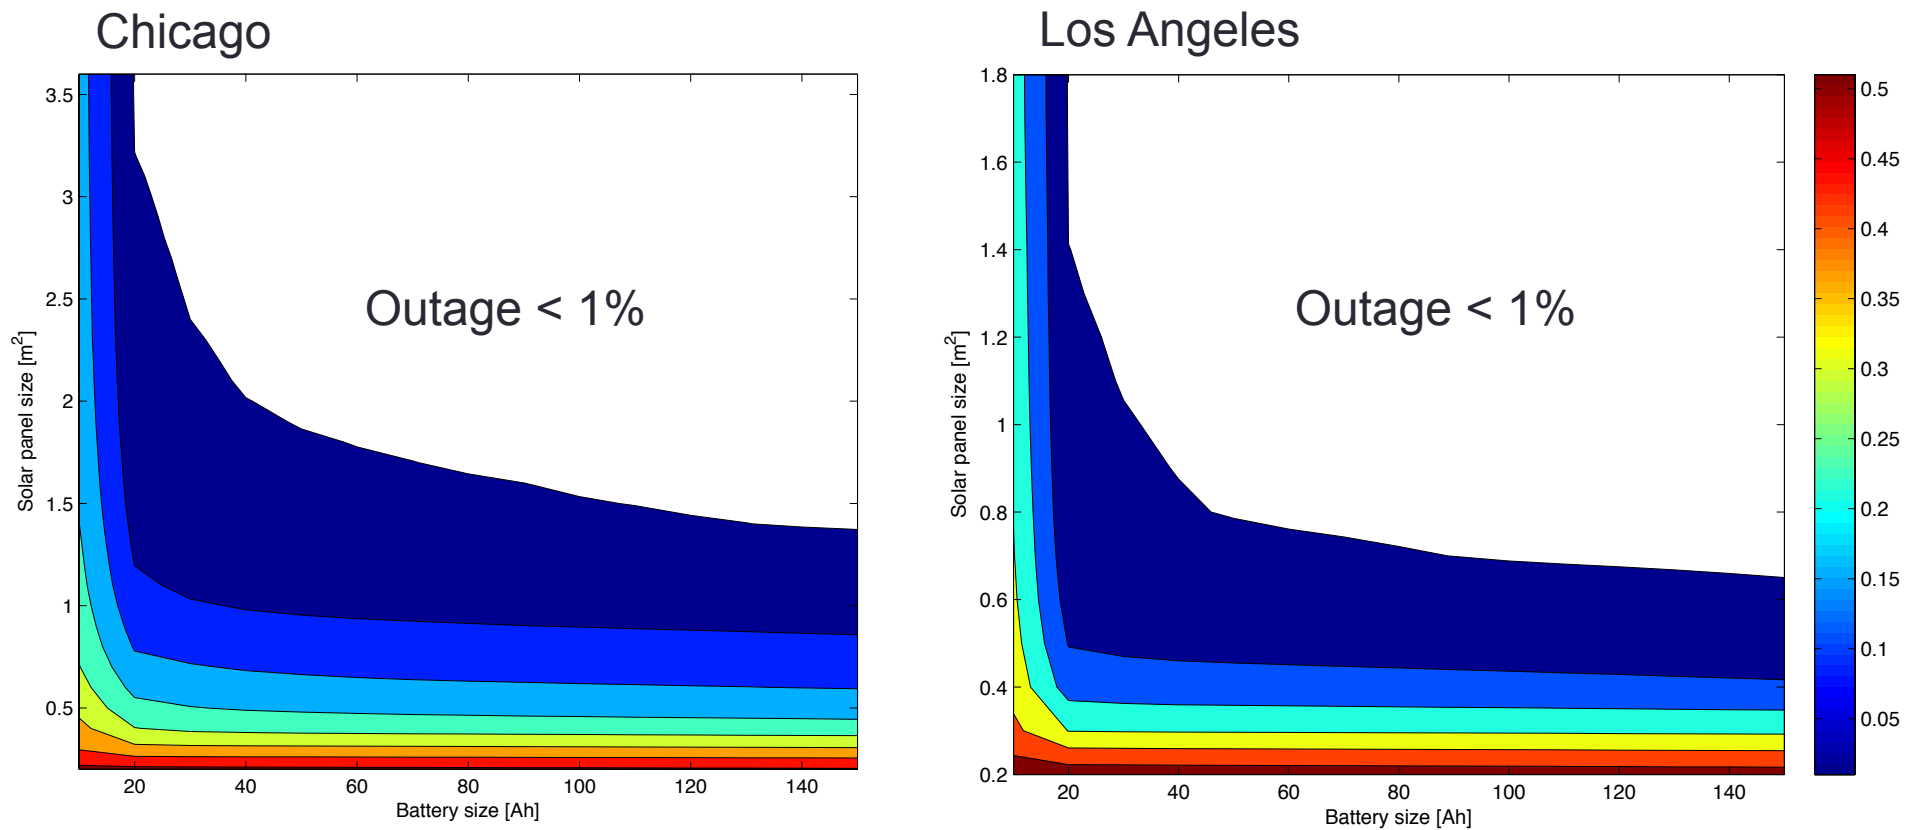 Chicago
3.5
3
2.5
2
1.5
1
0.5
20 40 60 80 100 120 140
Solar panel size [m2]
Battery size [Ah]
Outage < 1%
Los Angeles
1.8
1.6
1.4
1.2
1
0.8
0.6
0.4
0.2
20 40 60 80 100 120 140
Solar panel size [m2]
Battery size [Ah]
Outage < 1%
0.5
0.45
0.4
0.35
0.3
0.25
0.2
0.15
0.1
0.05